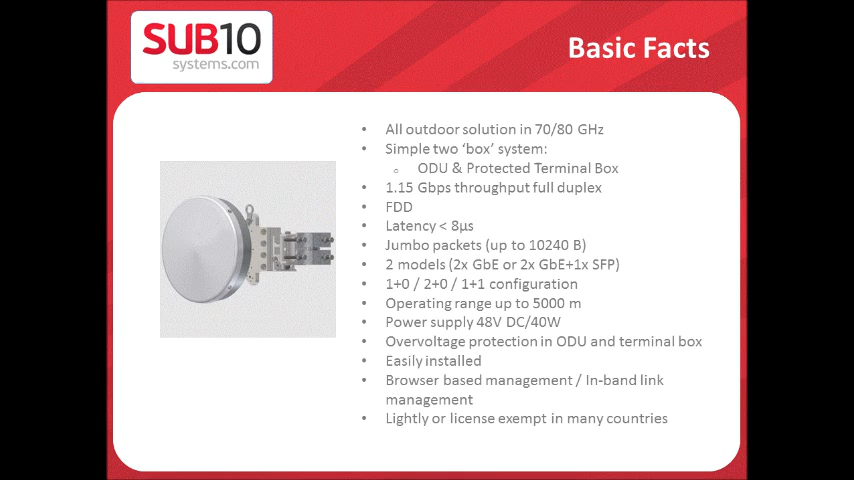 SUB10
systems.com
Basic Facts
• All outdoor solution in 70/80 GHz
• Simple two ‘box’ system:
o ODU & Protected Terminal Box
• 1.15 Gbps throughput full duplex
• FDD
• Latency < 8µs
• Jumbo packets (up to 10240 B)
• 2 models (2x GbE or 2x GbE+1x SFP)
• 1+0 / 2+0 / 1+1 configuration
• Operating range up to 5000 m
• Power supply 48V DC/40W
• Overvoltage protection in ODU and terminal box
• Easily installed
• Browser based management / In-band link
management
• Lightly or license exempt in many countries